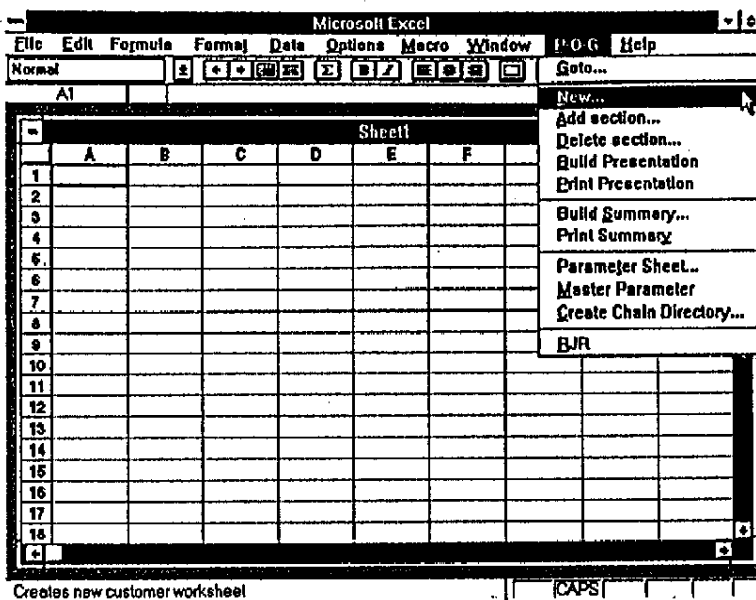 Microsoft Excel
File Edit Formula Format Data Options Macro Window P-O-G Help
Normal Σ B I Goto...
A1 New...
Add section...
Sheet1 Delete section...
A B C D E F Build Presentation
1 Print Presentation
2
3 Build Summary...
4 Print Summary
5
6 Parameter Sheet...
7 Master Parameter
8 Create Chain Directory...
9 BJR
10
11
12
13
14
15
16
17
18
Creates new customer worksheet CAPS